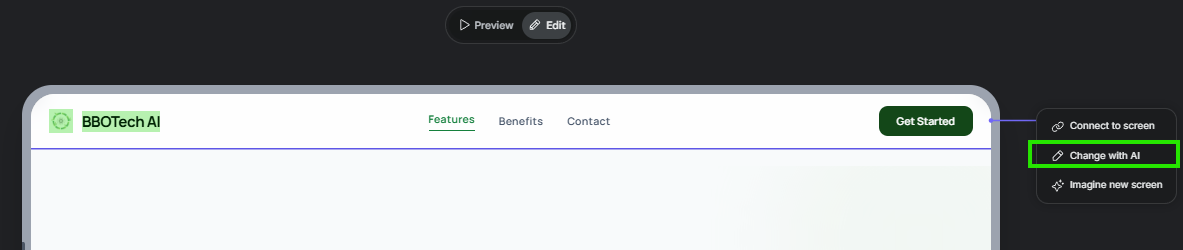 Preview Edit
BBOTech AI Features Benefits Contact Get Started
Connect to screen
Change with AI
Imagine new screen